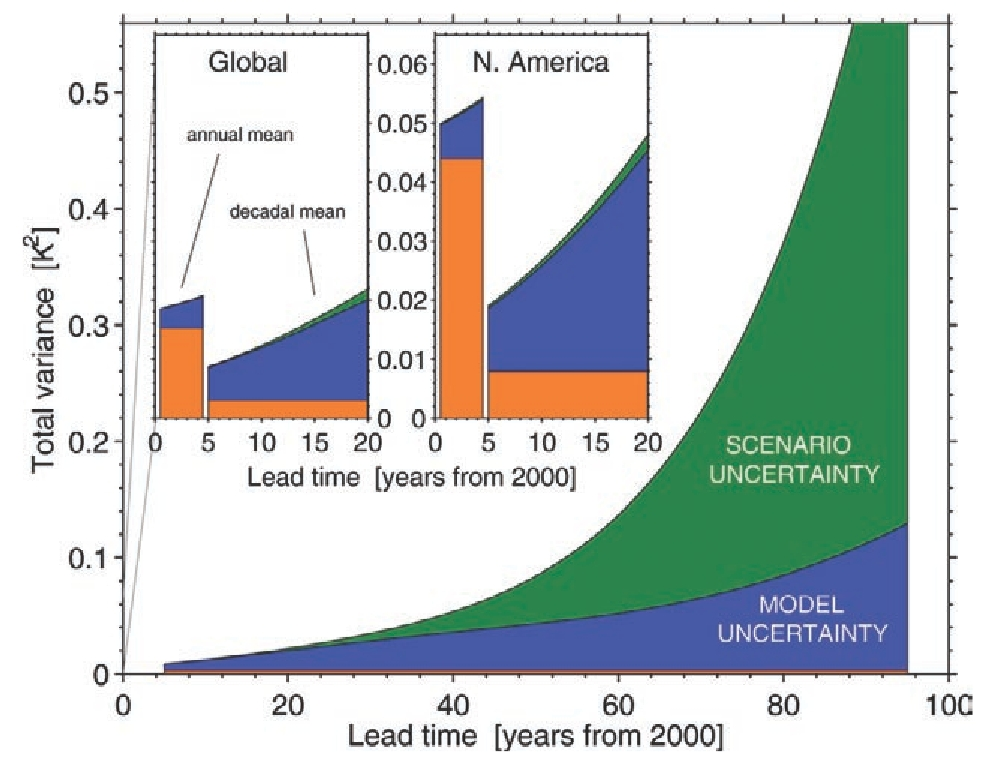 Global
annual mean
decadal mean
0 5 10 15 20
0.06
0.05
0.04
0.03
0.02
0.01
0
N. America
0 5 10 15 20
Lead time [years from 2000]
Total variance [K²]
0.5
0.4
0.3
0.2
0.1
0
SCENARIO
UNCERTAINTY
MODEL
UNCERTAINTY
0 20 40 60 80 100
Lead time [years from 2000]